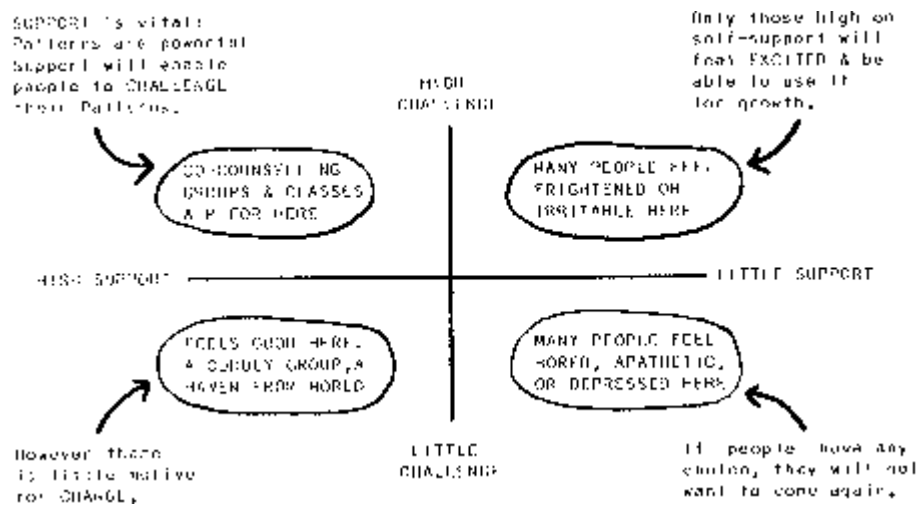 SUPPORT is vital:
Patterns are powerful
Support will enable
people to CHALLENGE
their Patterns.
Only those high on
self-support will
feel EXCITED & be
able to use it
for growth.
HIGH
CHALLENGE
CO-COUNSELLING
GROUPS & CLASSES
AIM FOR HERE
MANY PEOPLE FEEL
FRIGHTENED OR
IRRITABLE HERE
HIGH SUPPORT
LITTLE SUPPORT
FEELS GOOD HERE.
A CUDDLY GROUP, A
HAVEN FROM WORLD
MANY PEOPLE FEEL
BORED, APATHETIC,
OR DEPRESSED HERE
However there
is little motive
for CHANGE.
LITTLE
CHALLENGE
If people have any
choice, they will not
want to come again.